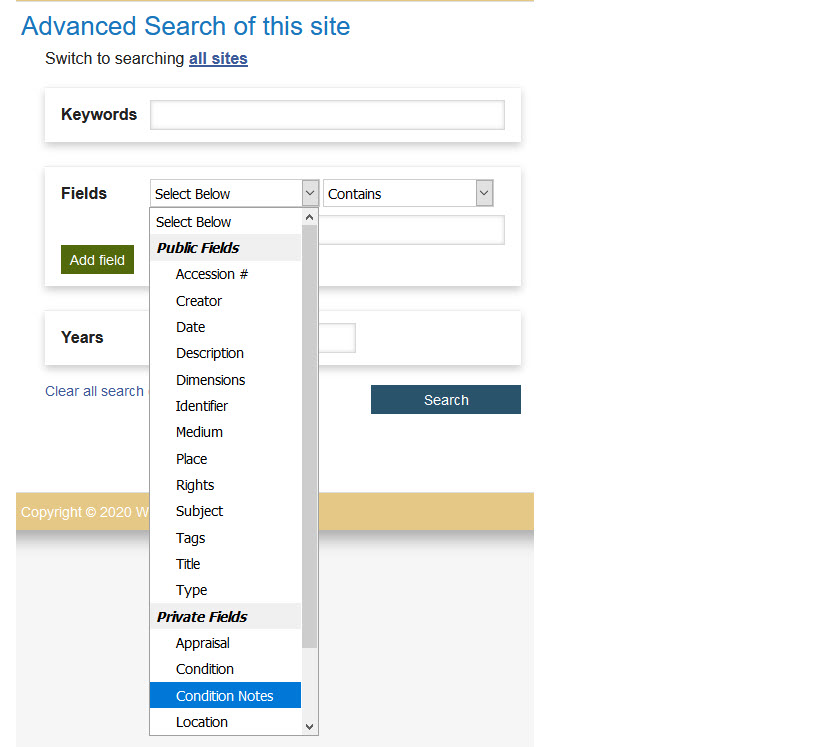 Advanced Search of this site
Switch to searching all sites
Keywords
Fields
Select Below
Contains
Select Below
Public Fields
Accession #
Creator
Date
Description
Dimensions
Identifier
Medium
Place
Rights
Subject
Tags
Title
Type
Private Fields
Appraisal
Condition
Condition Notes
Location
Add field
Years
Clear all search
Search
Copyright © 2020 W